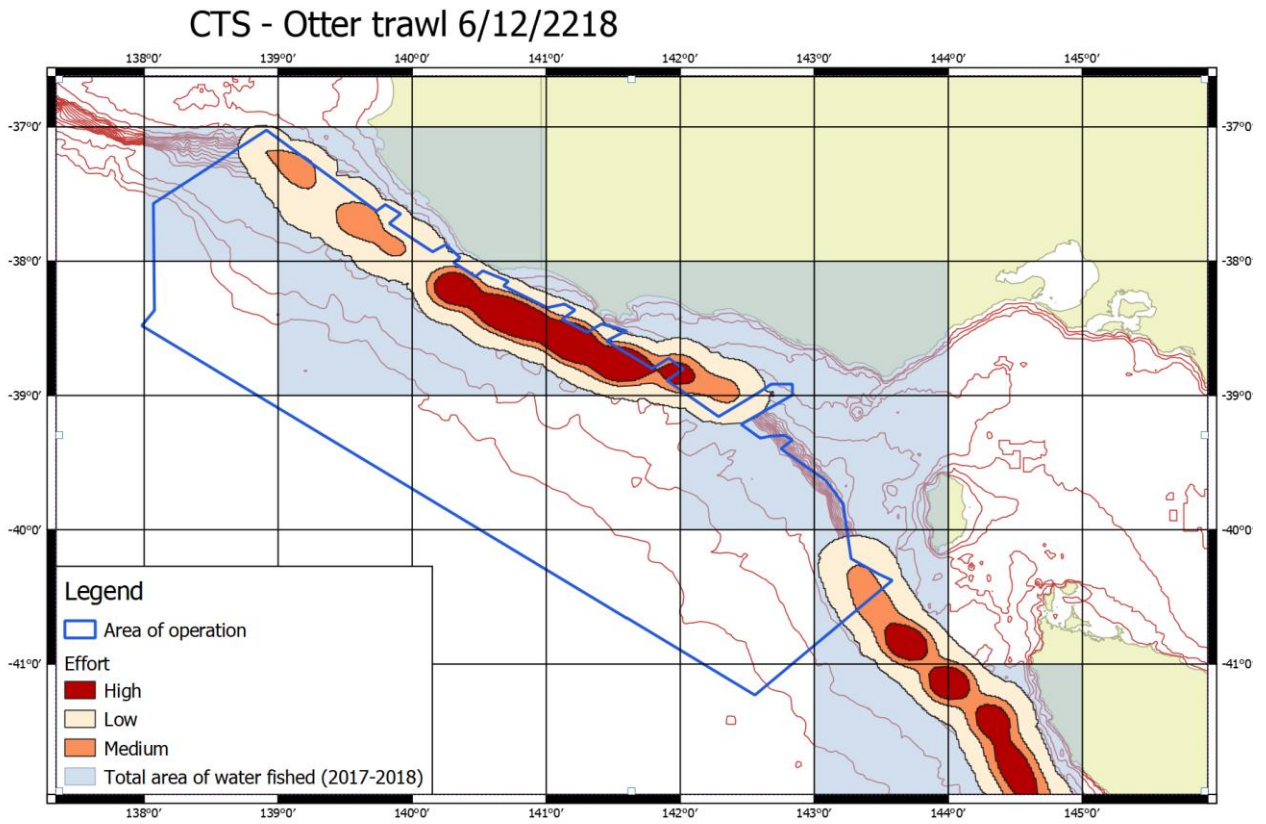 CTS - Otter trawl 6/12/2218
138°0' 139°0' 140°0' 141°0' 142°0' 143°0' 144°0' 145°0'
-37°0' -37°0'
-38°0' -38°0'
-39°0' -39°0'
-40°0' -40°0'
-41°0' -41°0'
Legend
Area of operation
Effort
High
Low
Medium
Total area of water fished (2017-2018)
138°0' 139°0' 140°0' 141°0' 142°0' 143°0' 144°0' 145°0'